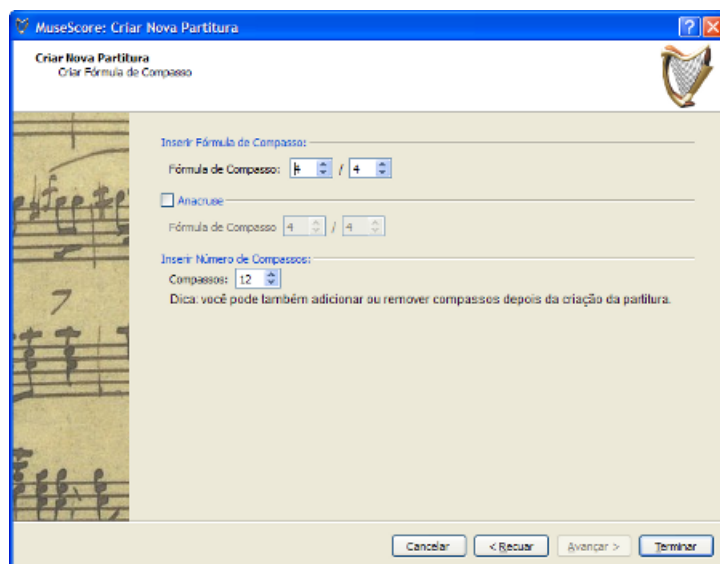 MuseScore: Criar Nova Partitura
Criar Nova Partitura
Criar Fórmula de Compasso
Inserir Fórmula de Compasso:
Fórmula de Compasso: 4 / 4
Anacruse
Fórmula de Compasso 4 / 4
Inserir Número de Compassos:
Compassos: 12
Dica: você pode também adicionar ou remover compassos depois da criação da partitura.
Cancelar < Recuar Avançar > Terminar